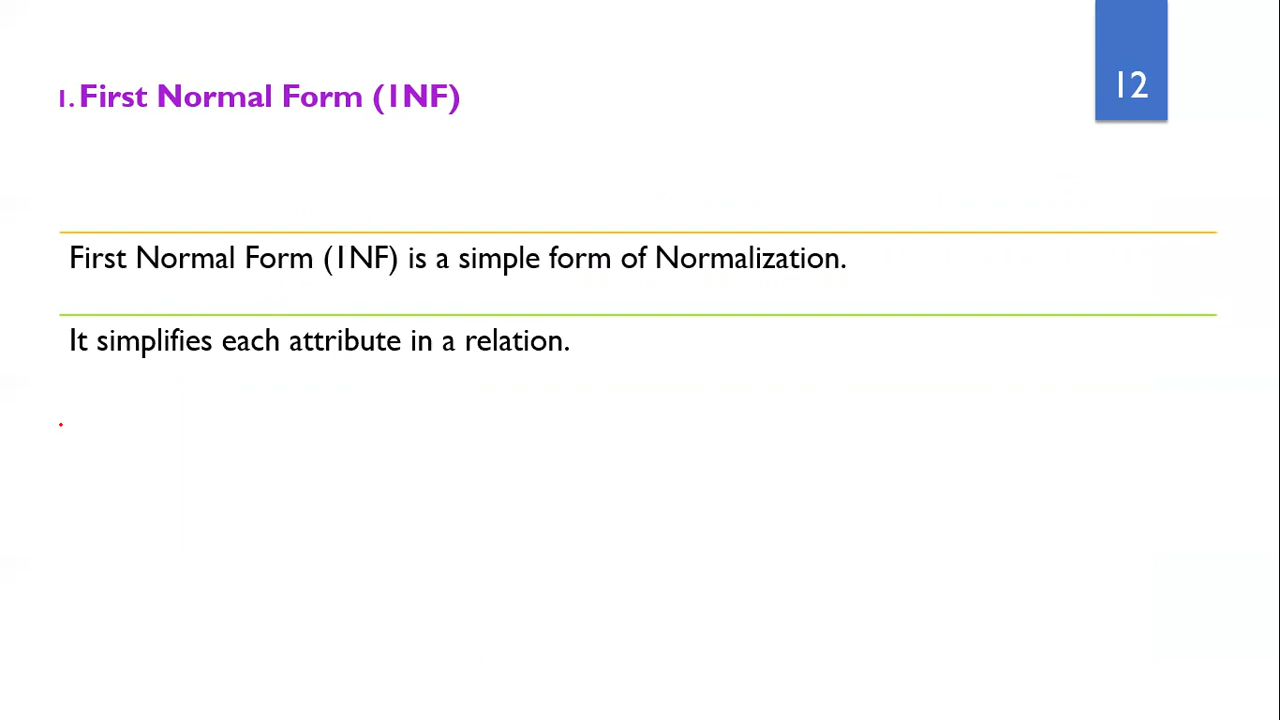 1. First Normal Form (1NF)
12
First Normal Form (1NF) is a simple form of Normalization.
It simplifies each attribute in a relation.